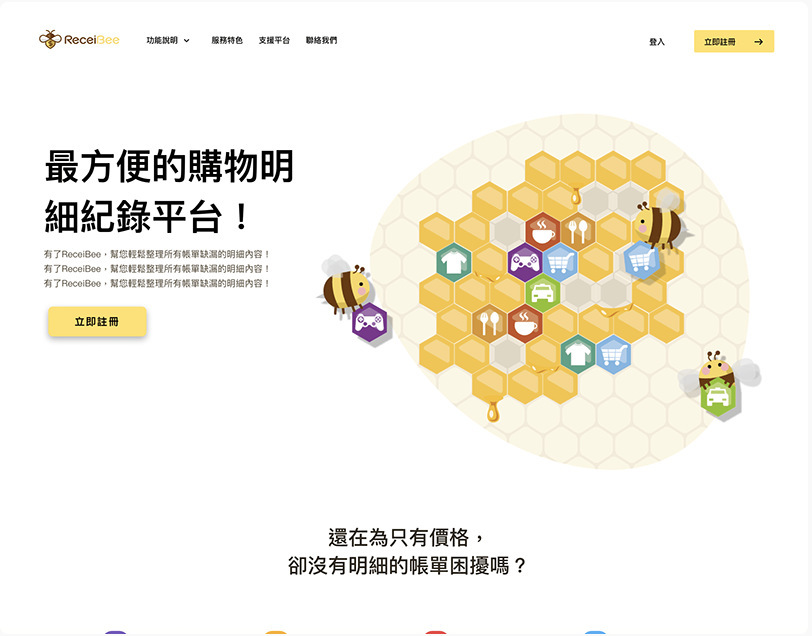 ReceiBee
功能說明
服務特色
支援平台
聯絡我們
登入
立即註冊
最方便的購物明
細紀錄平台！
有了ReceiBee，幫您輕鬆整理所有帳單缺漏的明細內容！
有了ReceiBee，幫您輕鬆整理所有帳單缺漏的明細內容！
有了ReceiBee，幫您輕鬆整理所有帳單缺漏的明細內容！
立即註冊
還在為只有價格，
卻沒有明細的帳單困擾嗎？